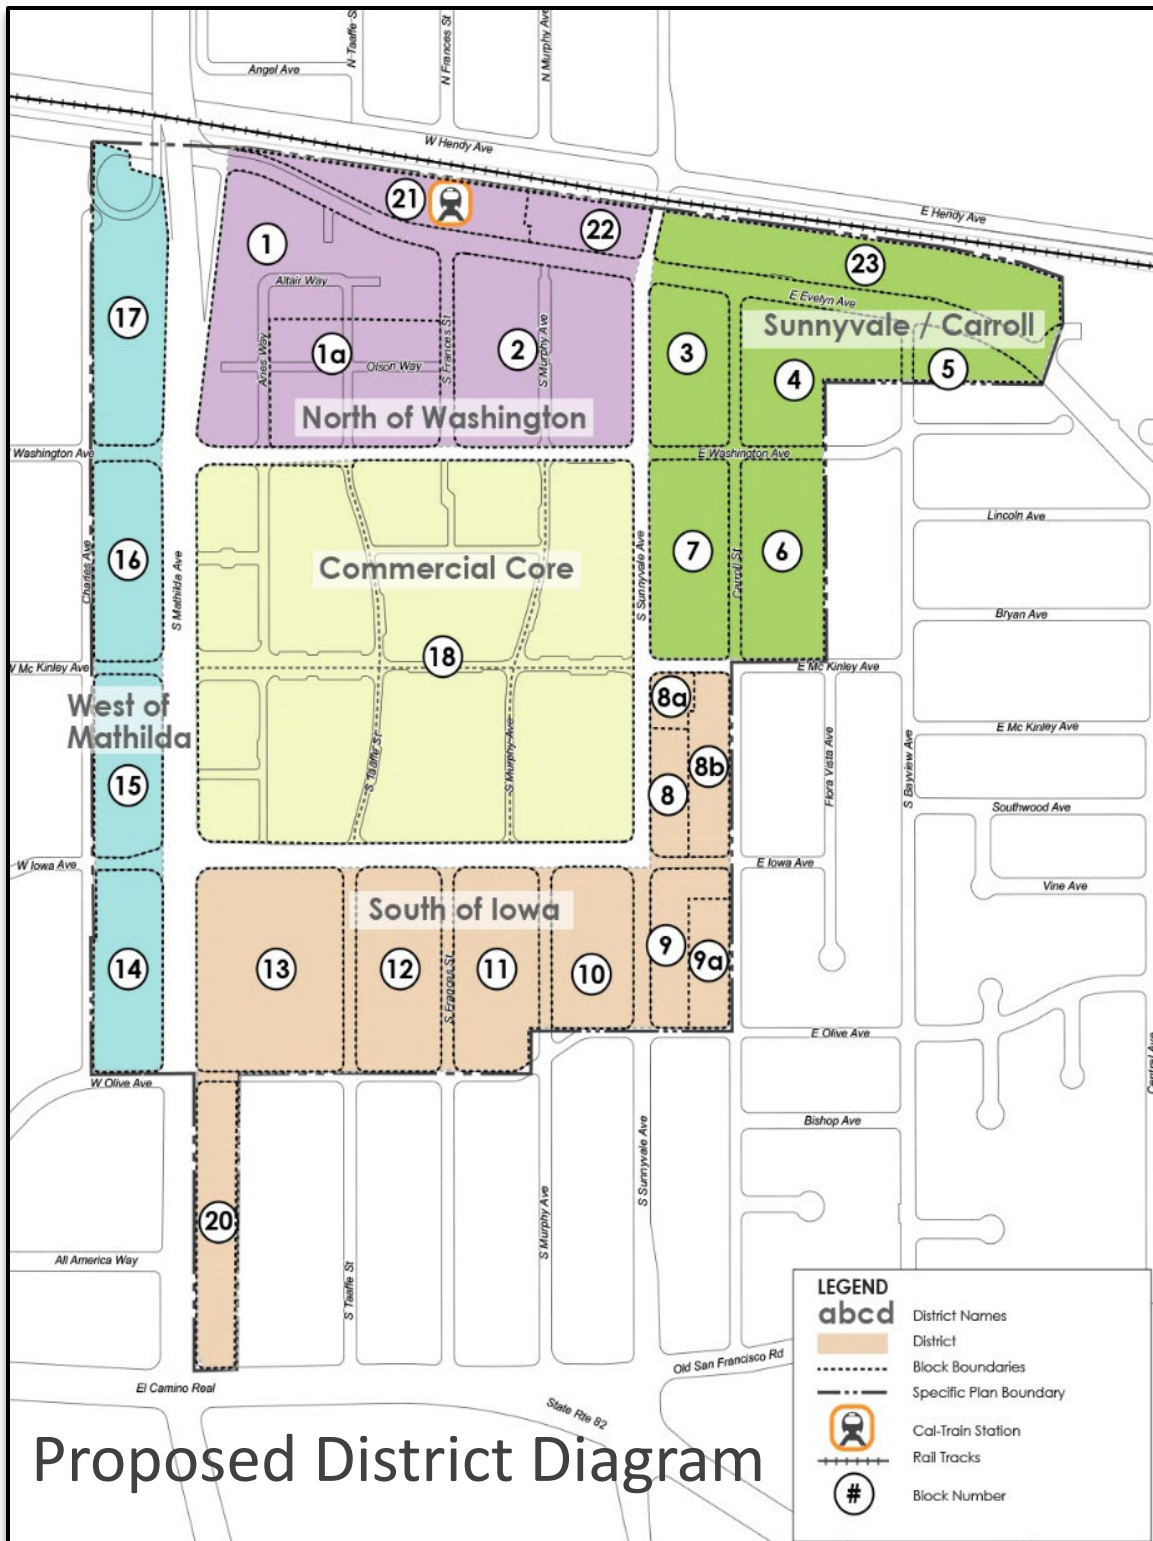 N Taaffe St
N Frances St
N Murphy Ave
Angel Ave
W Hendy Ave
E Hendy Ave
21
22
1
23
Altair Way
E Evelyn Ave
17
Sunnyvale / Carroll
Aries Way
1a
S Frances St
2
S Murphy Ave
3
4
5
Olson Way
North of Washington
Washington Ave
E Washington Ave
Lincoln Ave
16
Charles Ave
S Mathilda Ave
Commercial Core
S Sunnyvale Ave
7
Carroll St
6
Bryan Ave
W Mc Kinley Ave
18
E Mc Kinley Ave
8a
West of
Mathilda
E Mc Kinley Ave
S Taaffe St
S Murphy Ave
8b
Flora Vista Ave
S Bayview Ave
15
8
Southwood Ave
W Iowa Ave
E Iowa Ave
Vine Ave
South of Iowa
14
13
12
S Frances St
11
10
9
9a
E Olive Ave
W Olive Ave
Central Ave
Bishop Ave
S Sunnyvale Ave
20
S Murphy Ave
All America Way
S Taaffe St
El Camino Real
Old San Francisco Rd
State Rte 82
LEGEND
abcd District Names
District
Block Boundaries
Specific Plan Boundary
Cal-Train Station
Rail Tracks
# Block Number
Proposed District Diagram